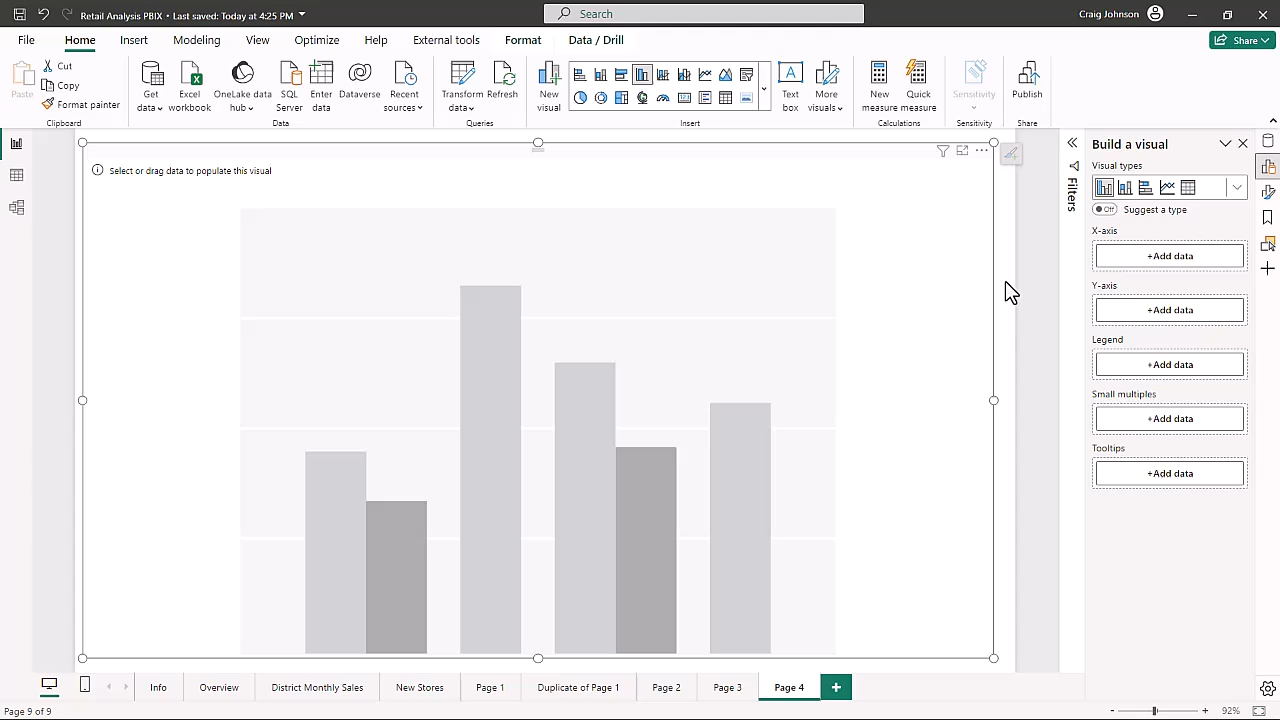 Retail Analysis PBIX • Last saved: Today at 4:25 PM
Search
Craig Johnson
File Home Insert Modeling View Optimize Help External tools Format Data / Drill
Share
Paste
Cut
Copy
Format painter
Clipboard
Get data
Excel workbook
OneLake data hub
SQL Server
Enter data
Dataverse
Recent sources
Data
Transform data
Refresh
Queries
New visual
Text box
More visuals
Insert
New measure
Quick measure
Calculations
Sensitivity
Sensitivity
Publish
Share
Select or drag data to populate this visual
Filters
Build a visual
Visual types
Off Suggest a type
X-axis
+Add data
Y-axis
+Add data
Legend
+Add data
Small multiples
+Add data
Tooltips
+Add data
Info Overview District Monthly Sales New Stores Page 1 Duplicate of Page 1 Page 2 Page 3 Page 4 +
Page 9 of 9
- + 92%